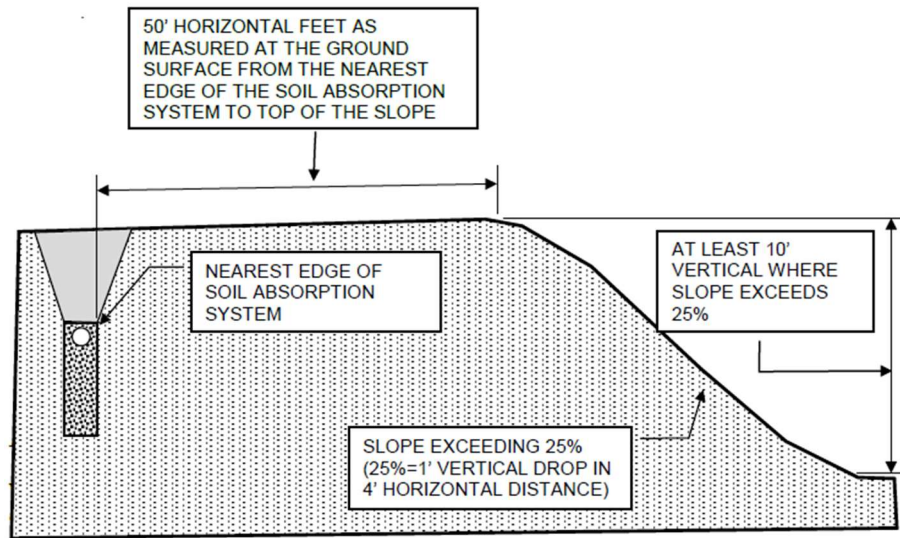 50' HORIZONTAL FEET AS
MEASURED AT THE GROUND
SURFACE FROM THE NEAREST
EDGE OF THE SOIL ABSORPTION
SYSTEM TO TOP OF THE SLOPE
NEAREST EDGE OF
SOIL ABSORPTION
SYSTEM
AT LEAST 10'
VERTICAL WHERE
SLOPE EXCEEDS
25%
SLOPE EXCEEDING 25%
(25%=1' VERTICAL DROP IN
4' HORIZONTAL DISTANCE)